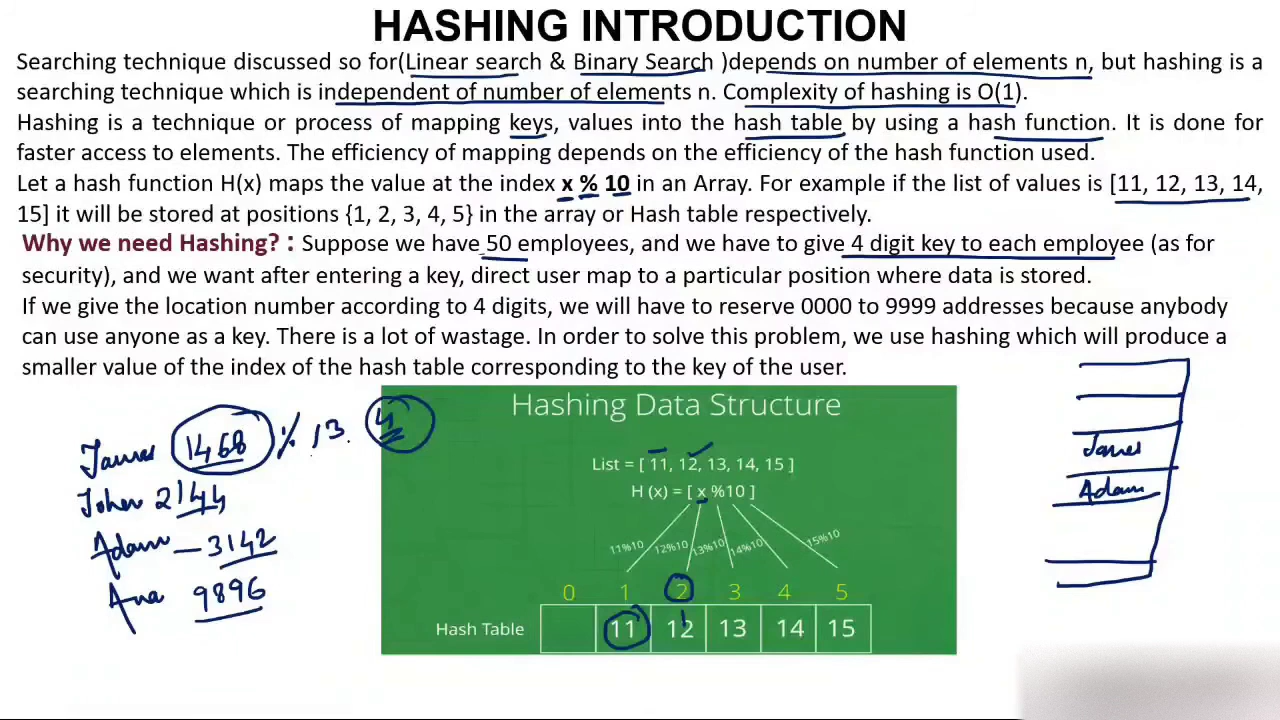 HASHING INTRODUCTION
Searching technique discussed so for(Linear search & Binary Search )depends on number of elements n, but hashing is a
searching technique which is independent of number of elements n. Complexity of hashing is O(1).
Hashing is a technique or process of mapping keys, values into the hash table by using a hash function. It is done for
faster access to elements. The efficiency of mapping depends on the efficiency of the hash function used.
Let a hash function H(x) maps the value at the index x % 10 in an Array. For example if the list of values is [11, 12, 13, 14,
15] it will be stored at positions {1, 2, 3, 4, 5} in the array or Hash table respectively.
Why we need Hashing? : Suppose we have 50 employees, and we have to give 4 digit key to each employee (as for
security), and we want after entering a key, direct user map to a particular position where data is stored.
If we give the location number according to 4 digits, we will have to reserve 0000 to 9999 addresses because anybody
can use anyone as a key. There is a lot of wastage. In order to solve this problem, we use hashing which will produce a
smaller value of the index of the hash table corresponding to the key of the user.
James 1468 % 13. 4
John 2144
Adam - 3142
Ana 9896
Hashing Data Structure
List = [ 11, 12, 13, 14, 15 ]
H (x) = [ x %10 ]
11%10 12%10 13%10 14%10 15%10
0 1 2 3 4 5
Hash Table 11 12 13 14 15
James
Adam